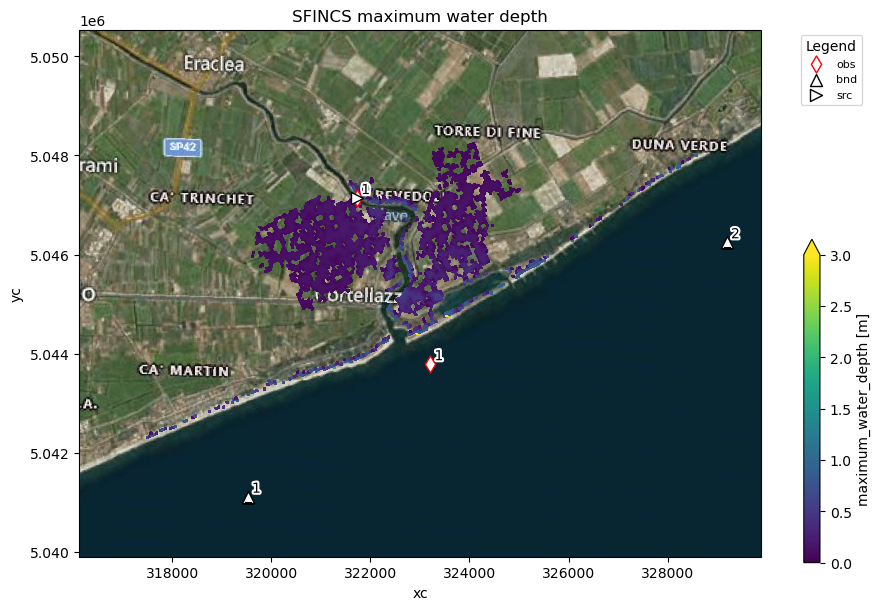 SFINCS maximum water depth
1e6
Legend
obs
bnd
src
Eraclea
TORRE DI FINE
DUNA VERDE
SP42
rami
CA' TRINCHET
1
REVEDOL
ave
2
O
Cortellazz
1
CA' MARTIN
.A.
1
5.050
5.048
5.046
5.044
5.042
5.040
yc
318000
320000
322000
324000
326000
328000
xc
3.0
2.5
2.0
1.5
1.0
0.5
0.0
maximum_water_depth [m]